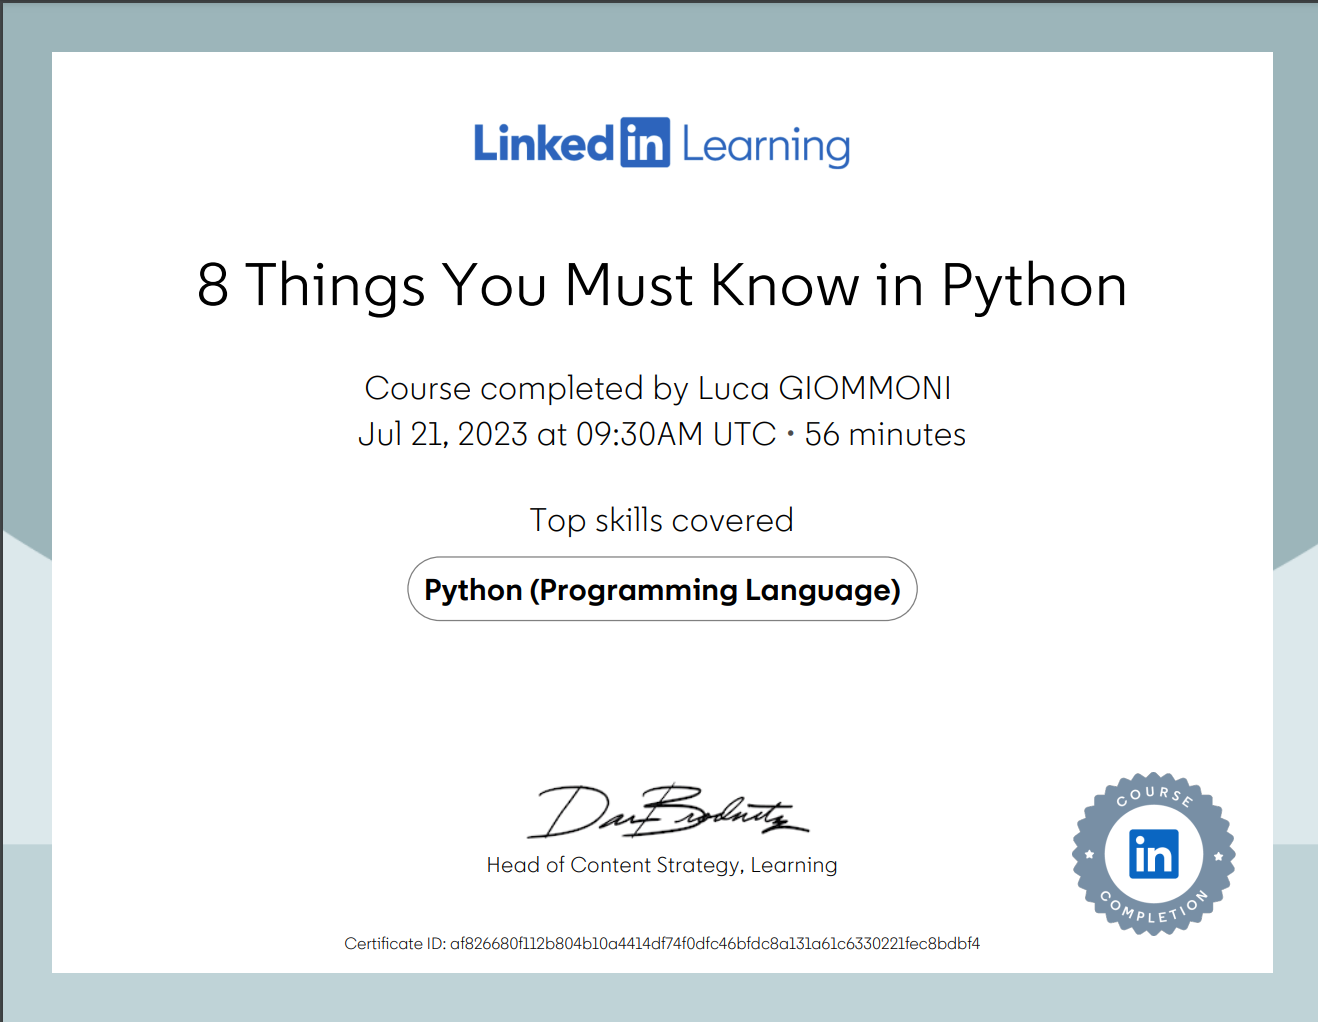 Linked in Learning
8 Things You Must Know in Python
Course completed by Luca GIOMMONI
Jul 21, 2023 at 09:30AM UTC • 56 minutes
Top skills covered
Python (Programming Language)
Dan Brodnitz
Head of Content Strategy, Learning
COURSE
in
COMPLETION
Certificate ID: af826680f112b804b10a4414df74f0dfc46bfdc8a131a61c6330221fec8bdbf4